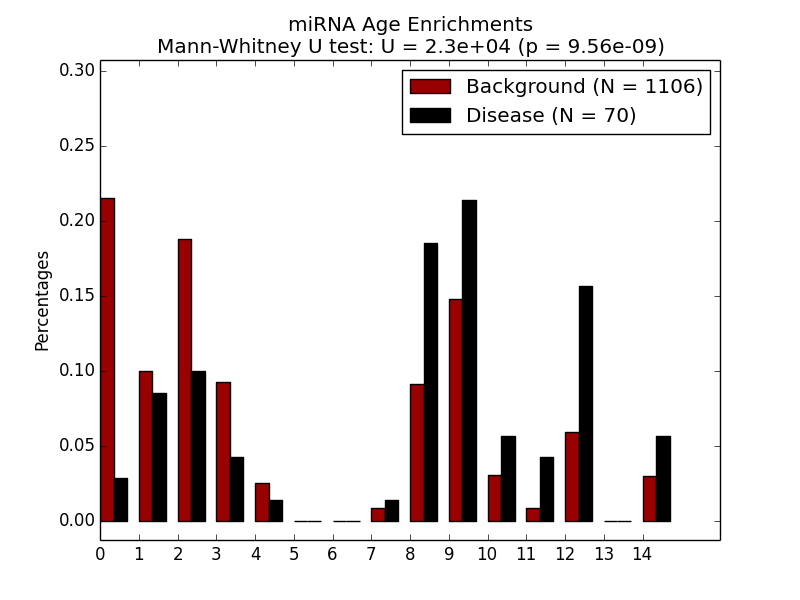 miRNA Age Enrichments
Mann-Whitney U test: U = 2.3e+04 (p = 9.56e-09)
Background (N = 1106)
Disease (N = 70)
Percentages
0.30
0.25
0.20
0.15
0.10
0.05
0.00
0 1 2 3 4 5 6 7 8 9 10 11 12 13 14